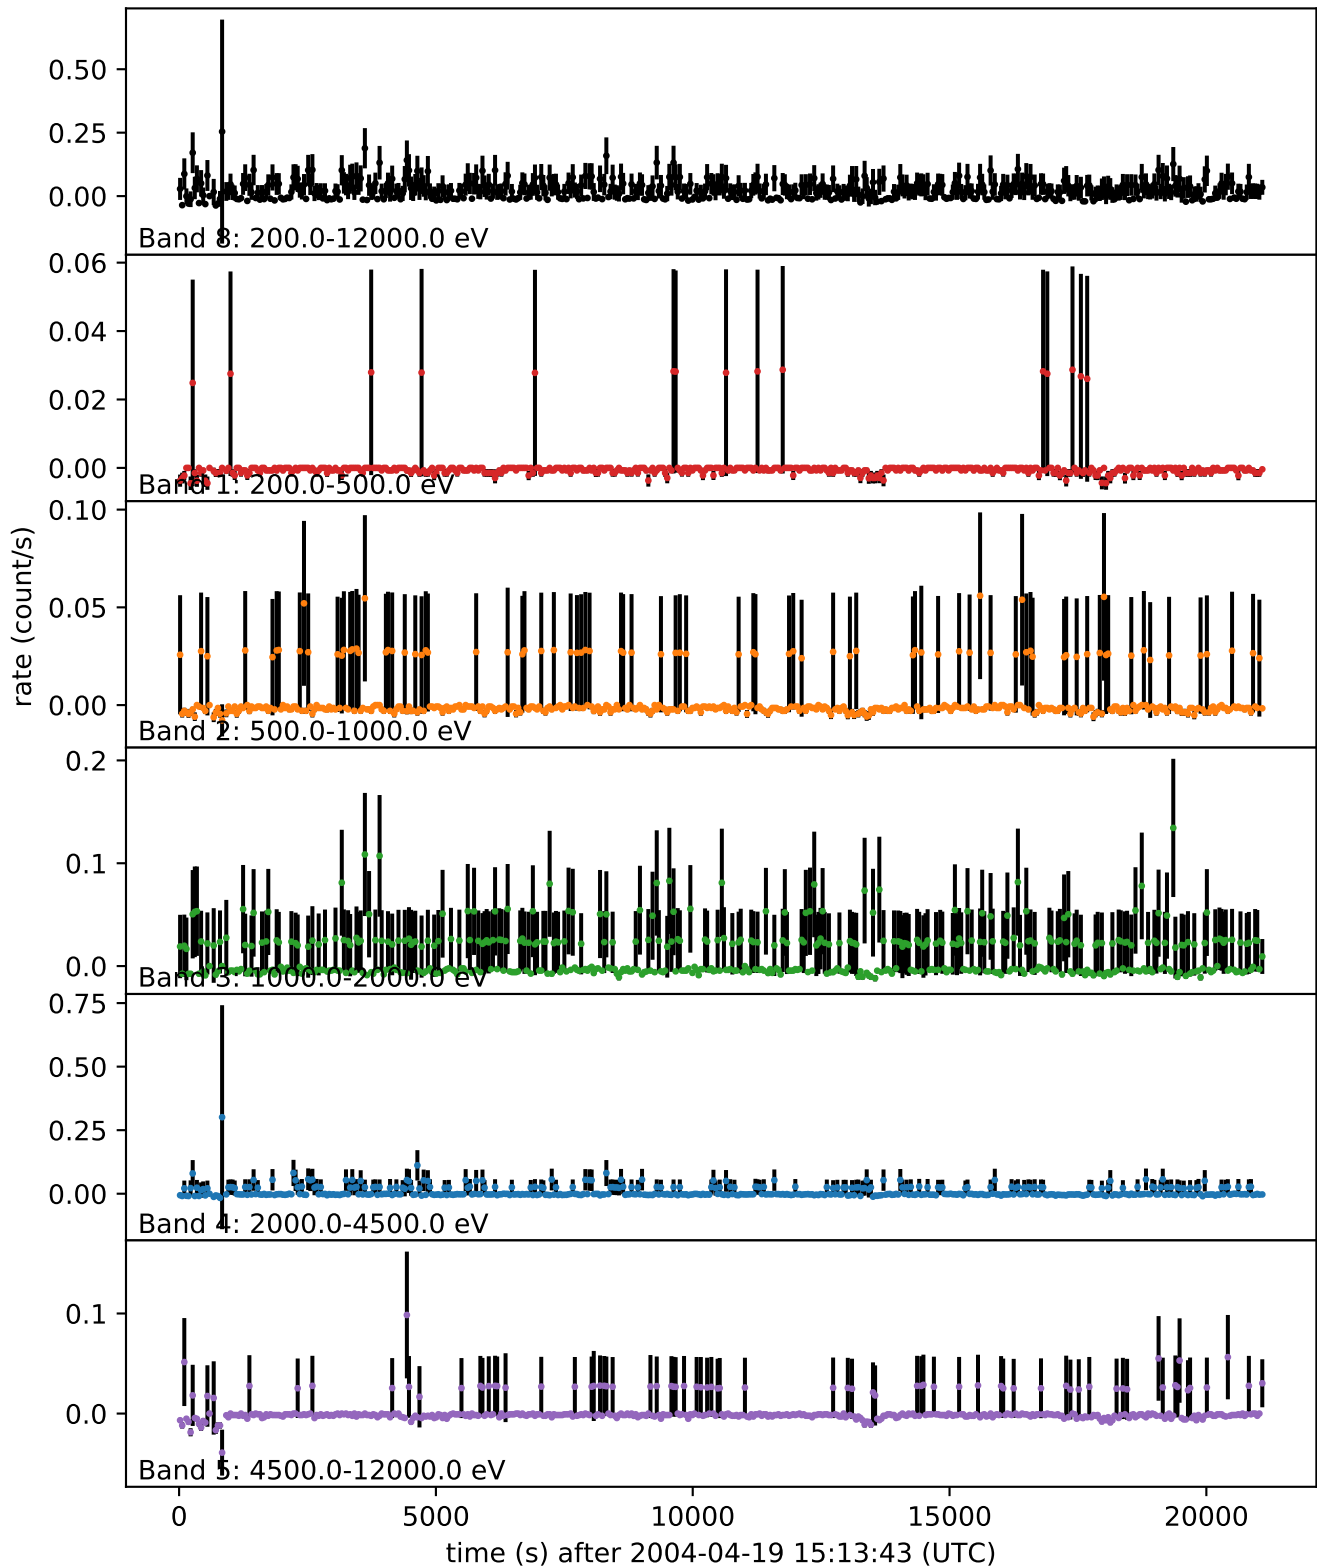 0.50
0.25
0.00
Band 8: 200.0-12000.0 eV
0.06
0.04
0.02
0.00
Band 1: 200.0-500.0 eV
0.10
0.05
0.00
Band 2: 500.0-1000.0 eV
rate (count/s)
0.2
0.1
0.0
Band 3: 1000.0-2000.0 eV
0.75
0.50
0.25
0.00
Band 4: 2000.0-4500.0 eV
0.1
0.0
Band 5: 4500.0-12000.0 eV
0 5000 10000 15000 20000
time (s) after 2004-04-19 15:13:43 (UTC)